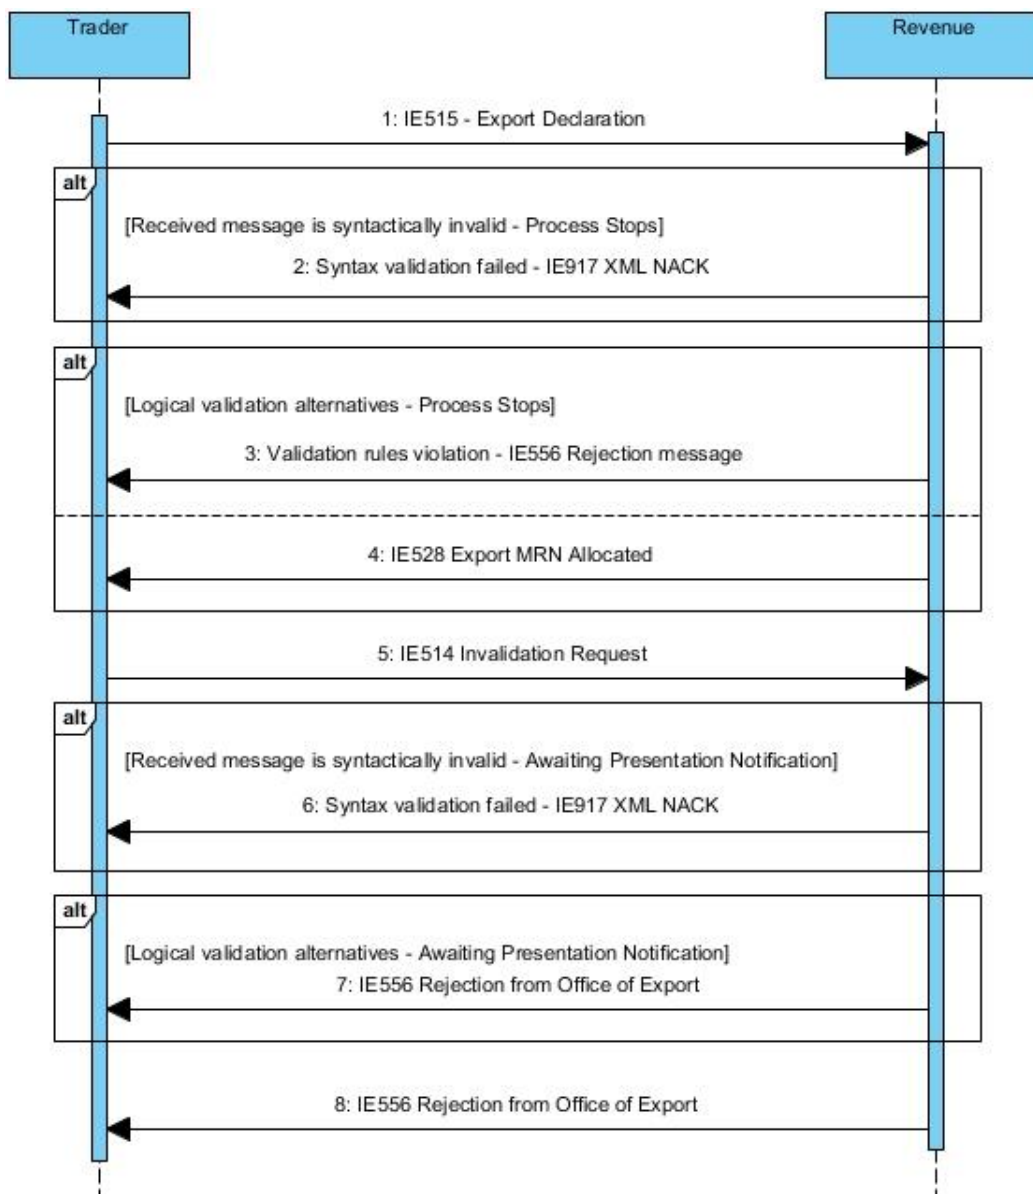 Trader
Revenue
1: IE515 - Export Declaration
alt
[Received message is syntactically invalid - Process Stops]
2: Syntax validation failed - IE917 XML NACK
alt
[Logical validation alternatives - Process Stops]
3: Validation rules violation - IE556 Rejection message
4: IE528 Export MRN Allocated
5: IE514 Invalidation Request
alt
[Received message is syntactically invalid - Awaiting Presentation Notification]
6: Syntax validation failed - IE917 XML NACK
alt
[Logical validation alternatives - Awaiting Presentation Notification]
7: IE556 Rejection from Office of Export
8: IE556 Rejection from Office of Export